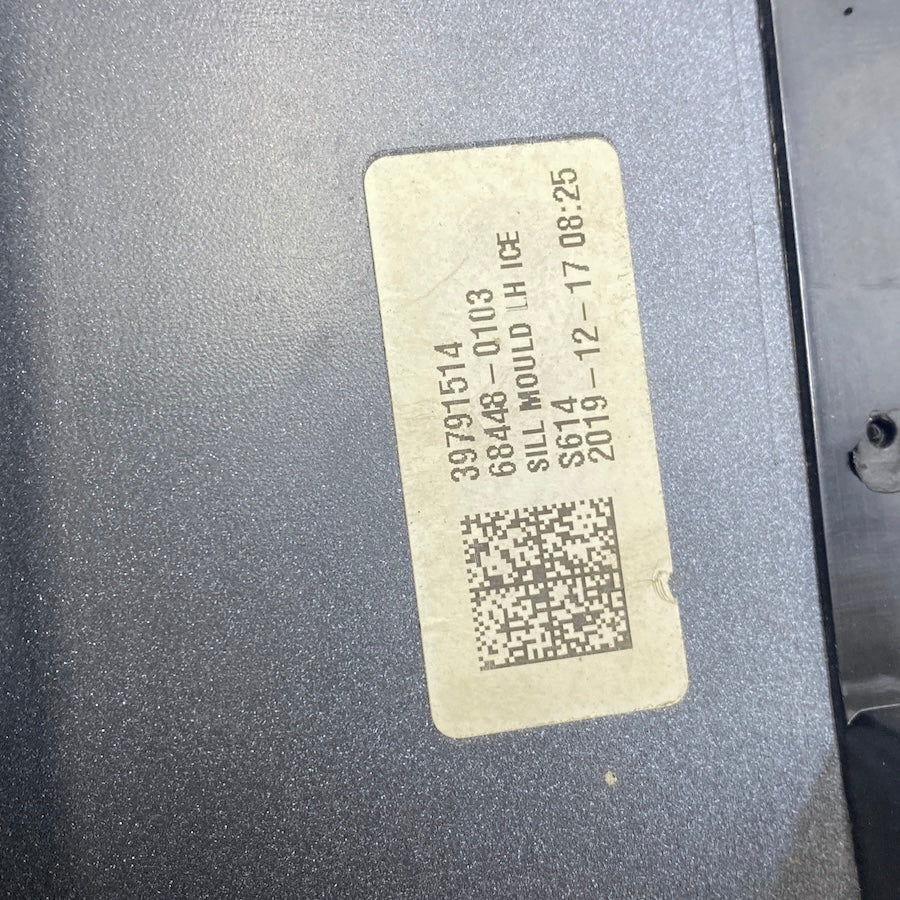 39791514
68448-0103
SILL MOULD LH ICE
S614
2019-12-17 08:25